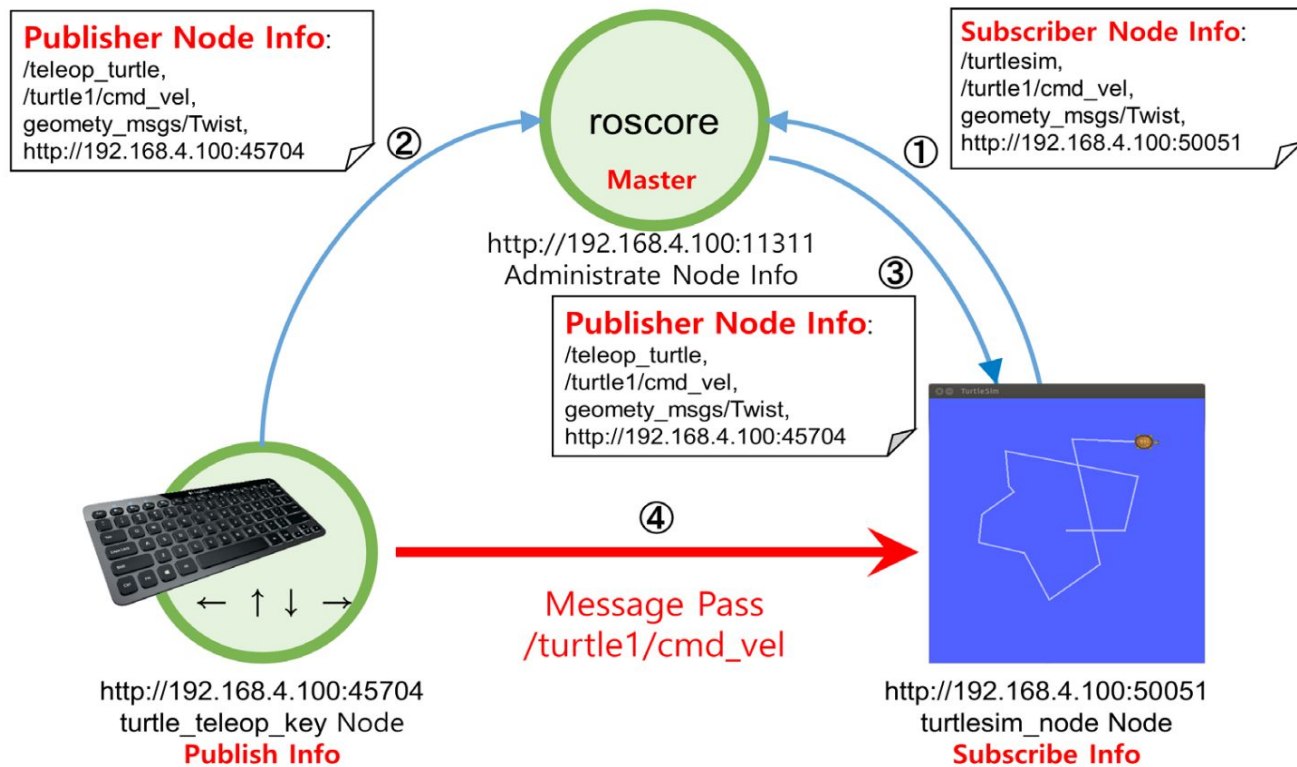 Publisher Node Info:
/teleop_turtle,
/turtle1/cmd_vel,
geomety_msgs/Twist,
http://192.168.4.100:45704
②
roscore
Master
http://192.168.4.100:11311
Administrate Node Info
①
Subscriber Node Info:
/turtlesim,
/turtle1/cmd_vel,
geomety_msgs/Twist,
http://192.168.4.100:50051
③
Publisher Node Info:
/teleop_turtle,
/turtle1/cmd_vel,
geomety_msgs/Twist,
http://192.168.4.100:45704
TurtleSim
← ↑ ↓ →
④
Message Pass
/turtle1/cmd_vel
http://192.168.4.100:45704
turtle_teleop_key Node
Publish Info
http://192.168.4.100:50051
turtlesim_node Node
Subscribe Info